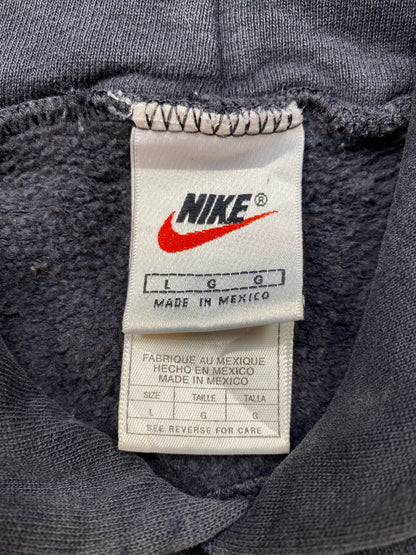 NIKE®
L G G
MADE IN MEXICO
FABRIQUE AU MEXIQUE
HECHO EN MÉXICO
MADE IN MEXICO
SIZE TAILLE TALLA
L G G
SEE REVERSE FOR CARE